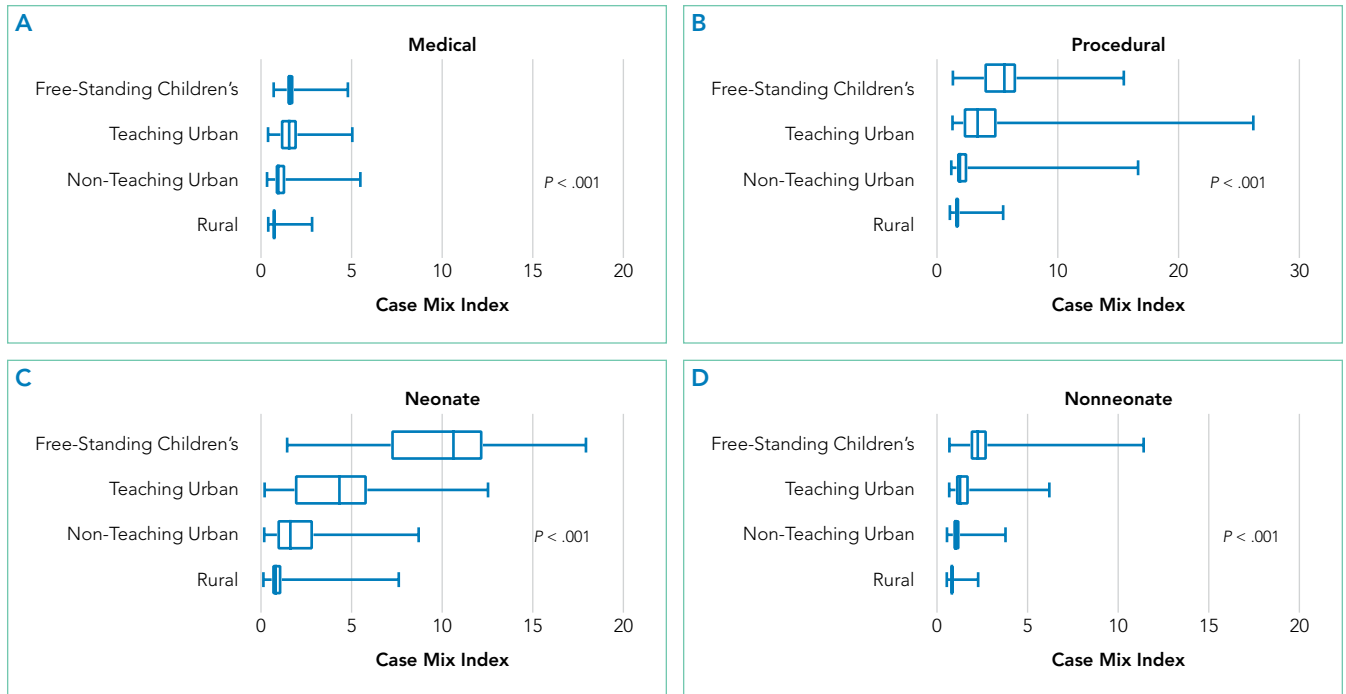 A
Medical
Free-Standing Children's
Teaching Urban
Non-Teaching Urban
P < .001
Rural
0 5 10 15 20
Case Mix Index
B
Procedural
Free-Standing Children's
Teaching Urban
Non-Teaching Urban
P < .001
Rural
0 10 20 30
Case Mix Index
C
Neonate
Free-Standing Children's
Teaching Urban
Non-Teaching Urban
P < .001
Rural
0 5 10 15 20
Case Mix Index
D
Nonneonate
Free-Standing Children's
Teaching Urban
Non-Teaching Urban
P < .001
Rural
0 5 10 15 20
Case Mix Index